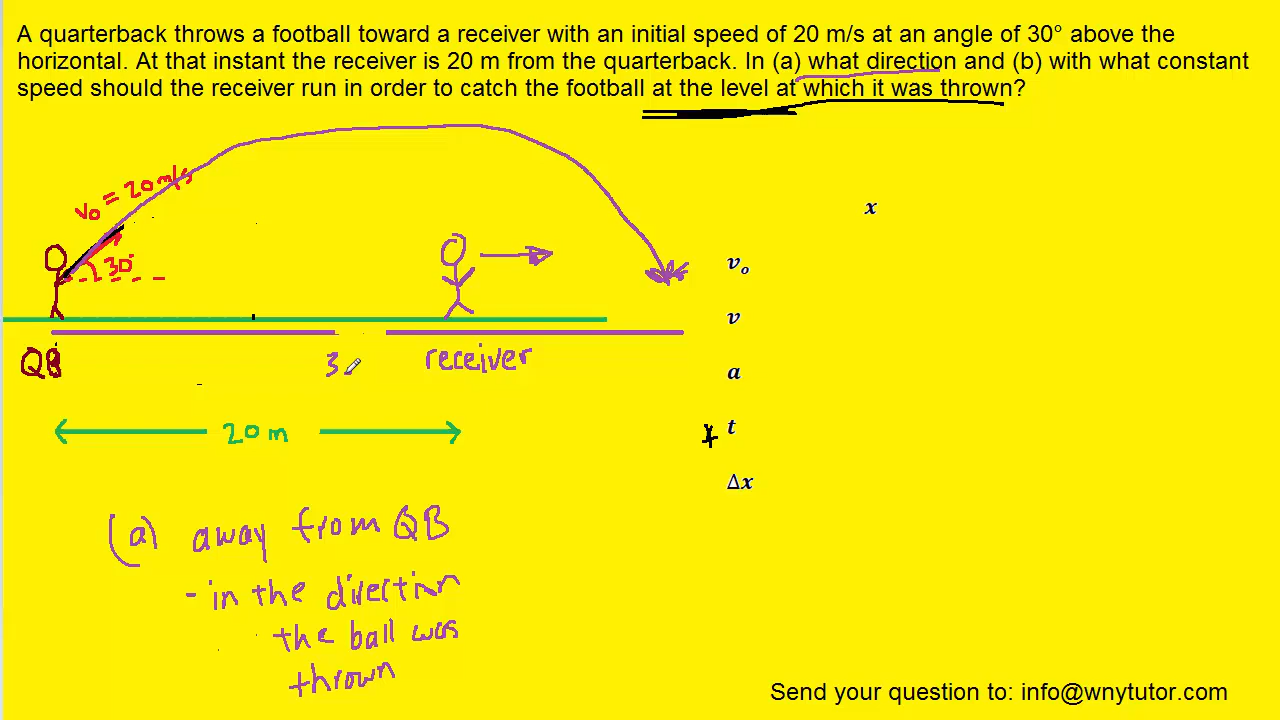 A quarterback throws a football toward a receiver with an initial speed of 20 m/s at an angle of 30° above the
horizontal. At that instant the receiver is 20 m from the quarterback. In (a) what direction and (b) with what constant
speed should the receiver run in order to catch the football at the level at which it was thrown?
v₀ = 20 m/s
30°
x
vₒ
v
a
t
Δx
QB
3
receiver
20 m
(a) away from QB
- in the direction
the ball was
thrown
Send your question to: info@wnytutor.com